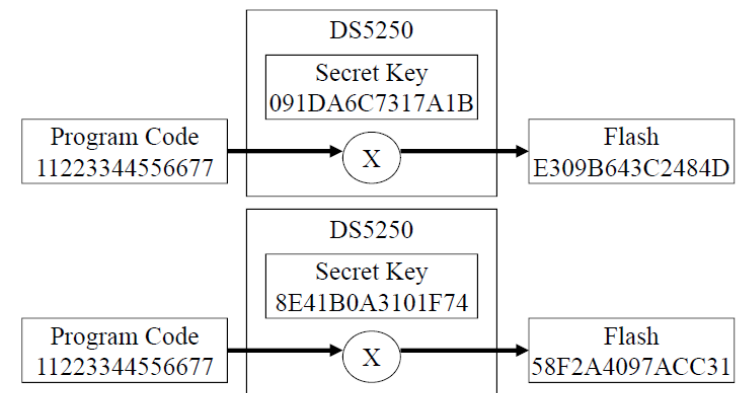 DS5250
Secret Key
091DA6C7317A1B
Program Code
11223344556677
X
Flash
E309B643C2484D
DS5250
Secret Key
8E41B0A3101F74
Program Code
11223344556677
X
Flash
58F2A4097ACC31